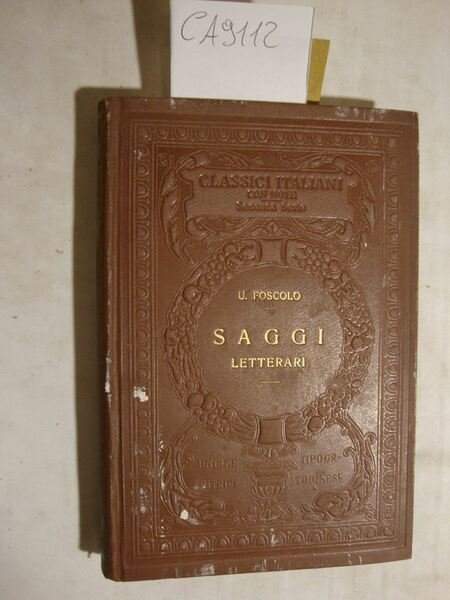 CA9112
CLASSICI ITALIANI
CON NOTE
Seconda Serie
U. FOSCOLO
SAGGI
LETTERARI
UNIONE TIPOGR.
EDITRICE TORINESE